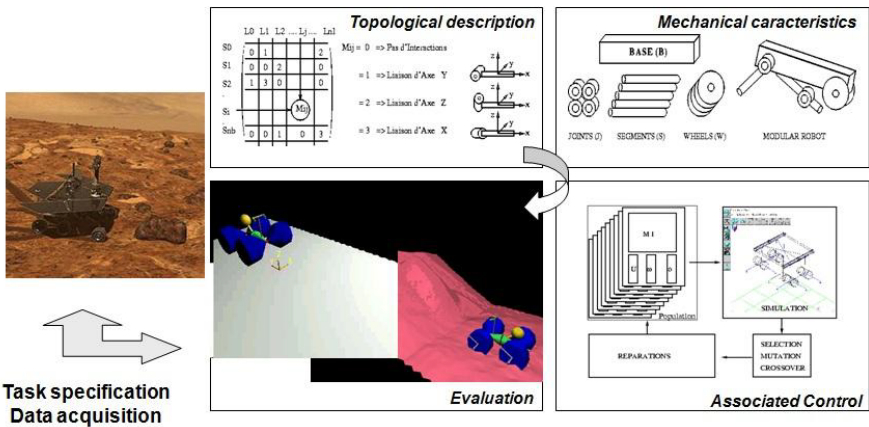 Topological description
L0 L1 L2 .... Lj..... Lnl
S0 0 1 2
S1 0 0 2 0
S2 1 3 0 0
Si Mij
Snb 0 0 1 0 3
Mij = 0 => Pas d'Interactions
= 1 => Liaison d'Axe Y
= 2 => Liaison d'Axe Z
= 3 => Liaison d'Axe X
z
y
x
z
y
x
z
y
x
Mechanical caracteristics
BASE (B)
JOINTS (J) SEGMENTS (S) WHEELS (W) MODULAR ROBOT
Task specification
Data acquisition
Evaluation
M 1
Population
SIMULATION
REPARATIONS
SELECTION
MUTATION
CROSSOVER
Associated Control